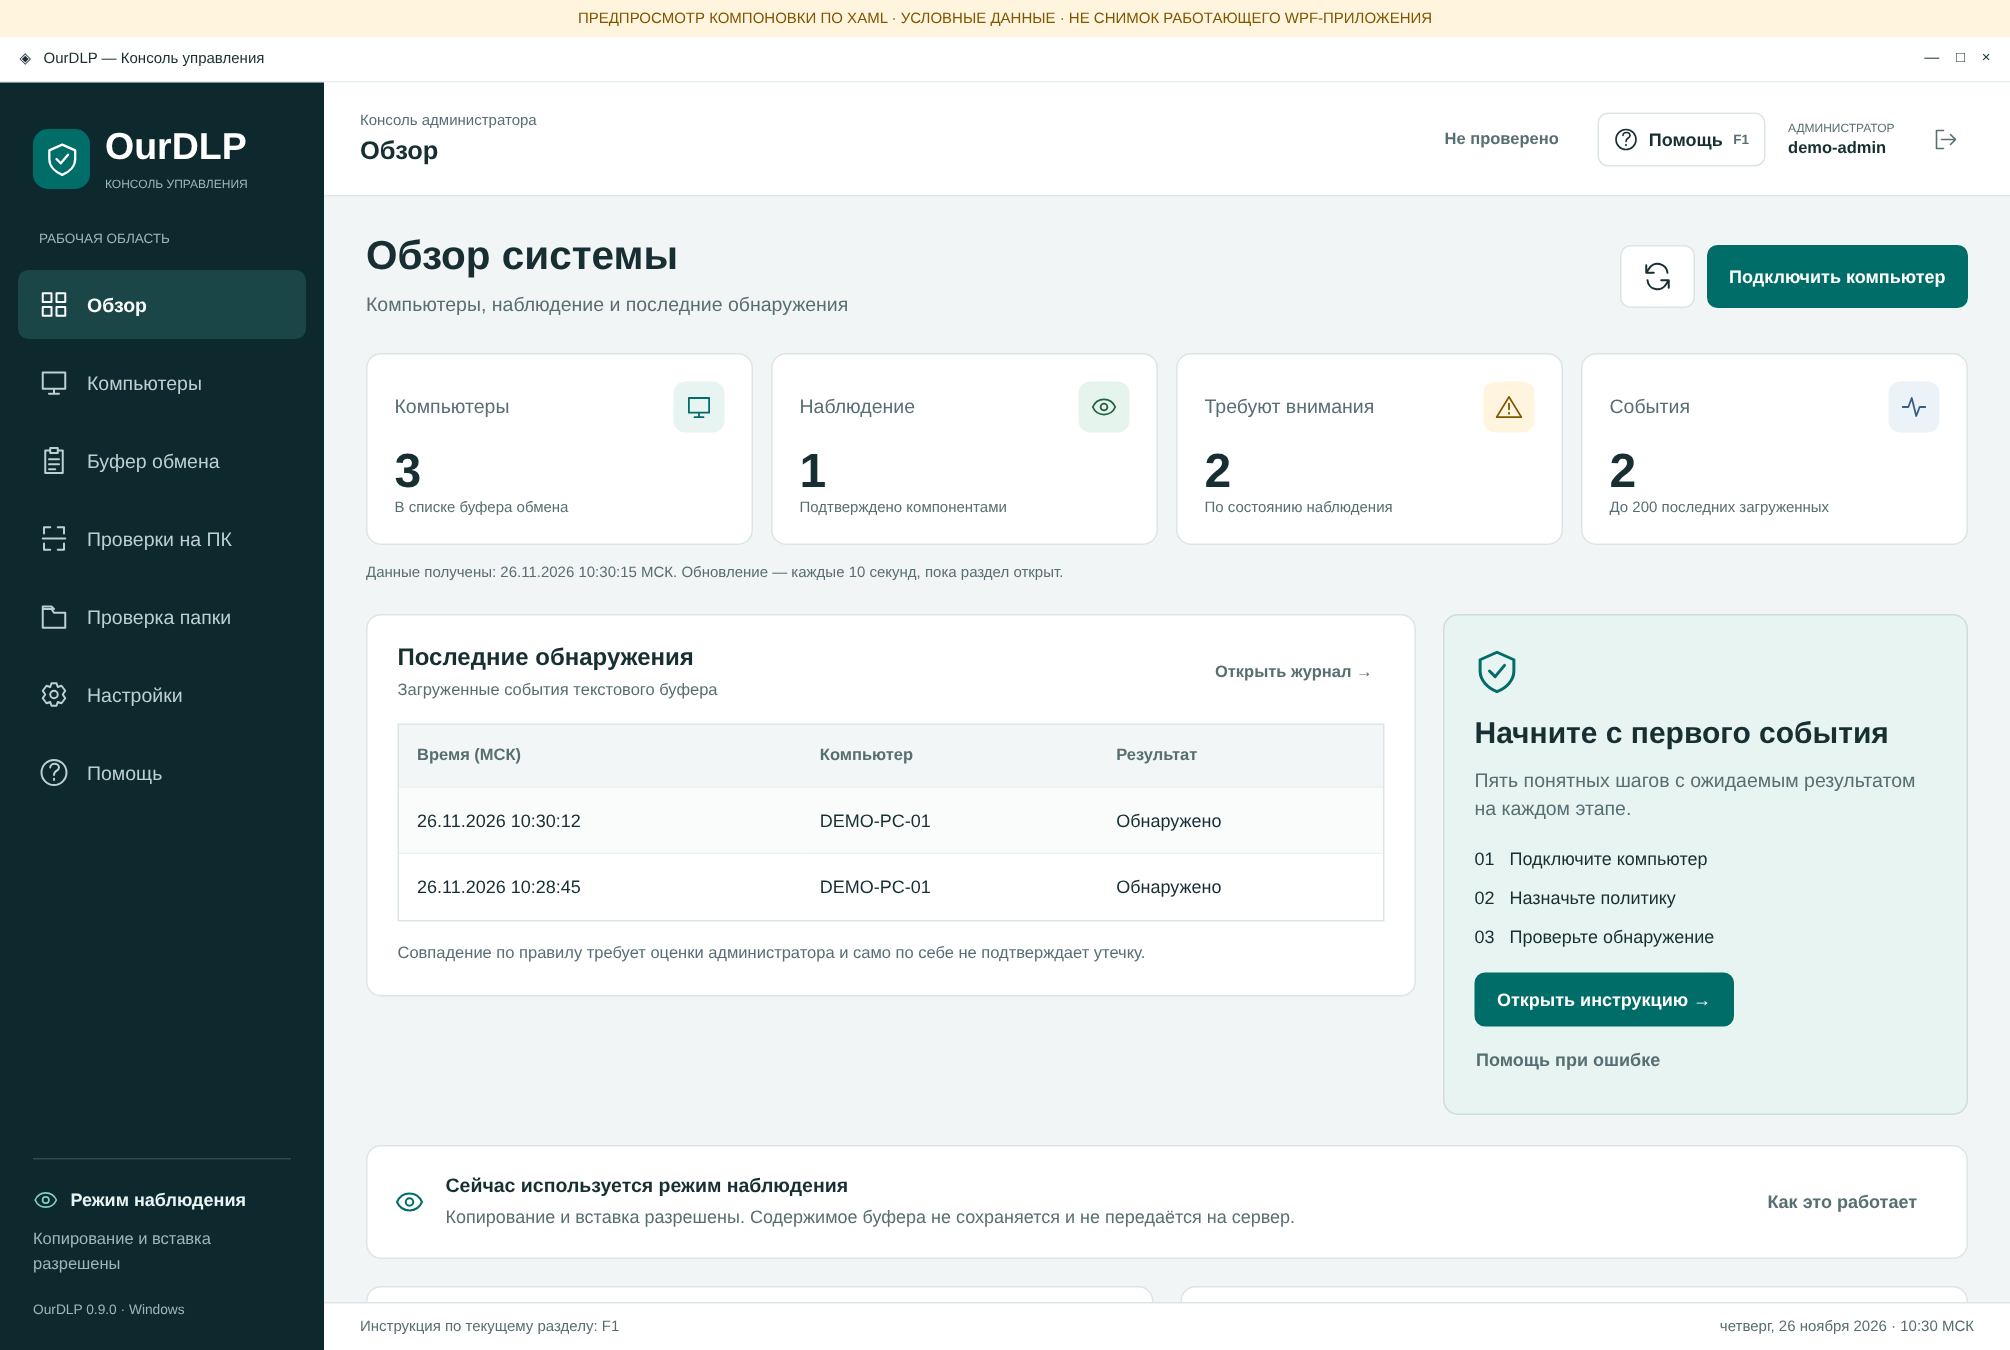 ПРЕДПРОСМОТР КОМПОНОВКИ ПО XAML · УСЛОВНЫЕ ДАННЫЕ · НЕ СНИМОК РАБОТАЮЩЕГО WPF-ПРИЛОЖЕНИЯ
OurDLP — Консоль управления
OurDLP
КОНСОЛЬ УПРАВЛЕНИЯ
РАБОЧАЯ ОБЛАСТЬ
Обзор
Компьютеры
Буфер обмена
Проверки на ПК
Проверка папки
Настройки
Помощь
Режим наблюдения
Копирование и вставка
разрешены
OurDLP 0.9.0 · Windows
Консоль администратора
Обзор
Не проверено
Помощь F1
АДМИНИСТРАТОР
demo-admin
Обзор системы
Компьютеры, наблюдение и последние обнаружения
Подключить компьютер
Компьютеры
3
В списке буфера обмена
Наблюдение
1
Подтверждено компонентами
Требуют внимания
2
По состоянию наблюдения
События
2
До 200 последних загруженных
Данные получены: 26.11.2026 10:30:15 МСК. Обновление — каждые 10 секунд, пока раздел открыт.
Последние обнаружения
Загруженные события текстового буфера
Открыть журнал →
Время (МСК) Компьютер Результат
26.11.2026 10:30:12 DEMO-PC-01 Обнаружено
26.11.2026 10:28:45 DEMO-PC-01 Обнаружено
Совпадение по правилу требует оценки администратора и само по себе не подтверждает утечку.
Начните с первого события
Пять понятных шагов с ожидаемым результатом
на каждом этапе.
01 Подключите компьютер
02 Назначьте политику
03 Проверьте обнаружение
Открыть инструкцию →
Помощь при ошибке
Сейчас используется режим наблюдения
Копирование и вставка разрешены. Содержимое буфера не сохраняется и не передаётся на сервер.
Как это работает
Инструкция по текущему разделу: F1
четверг, 26 ноября 2026 · 10:30 МСК